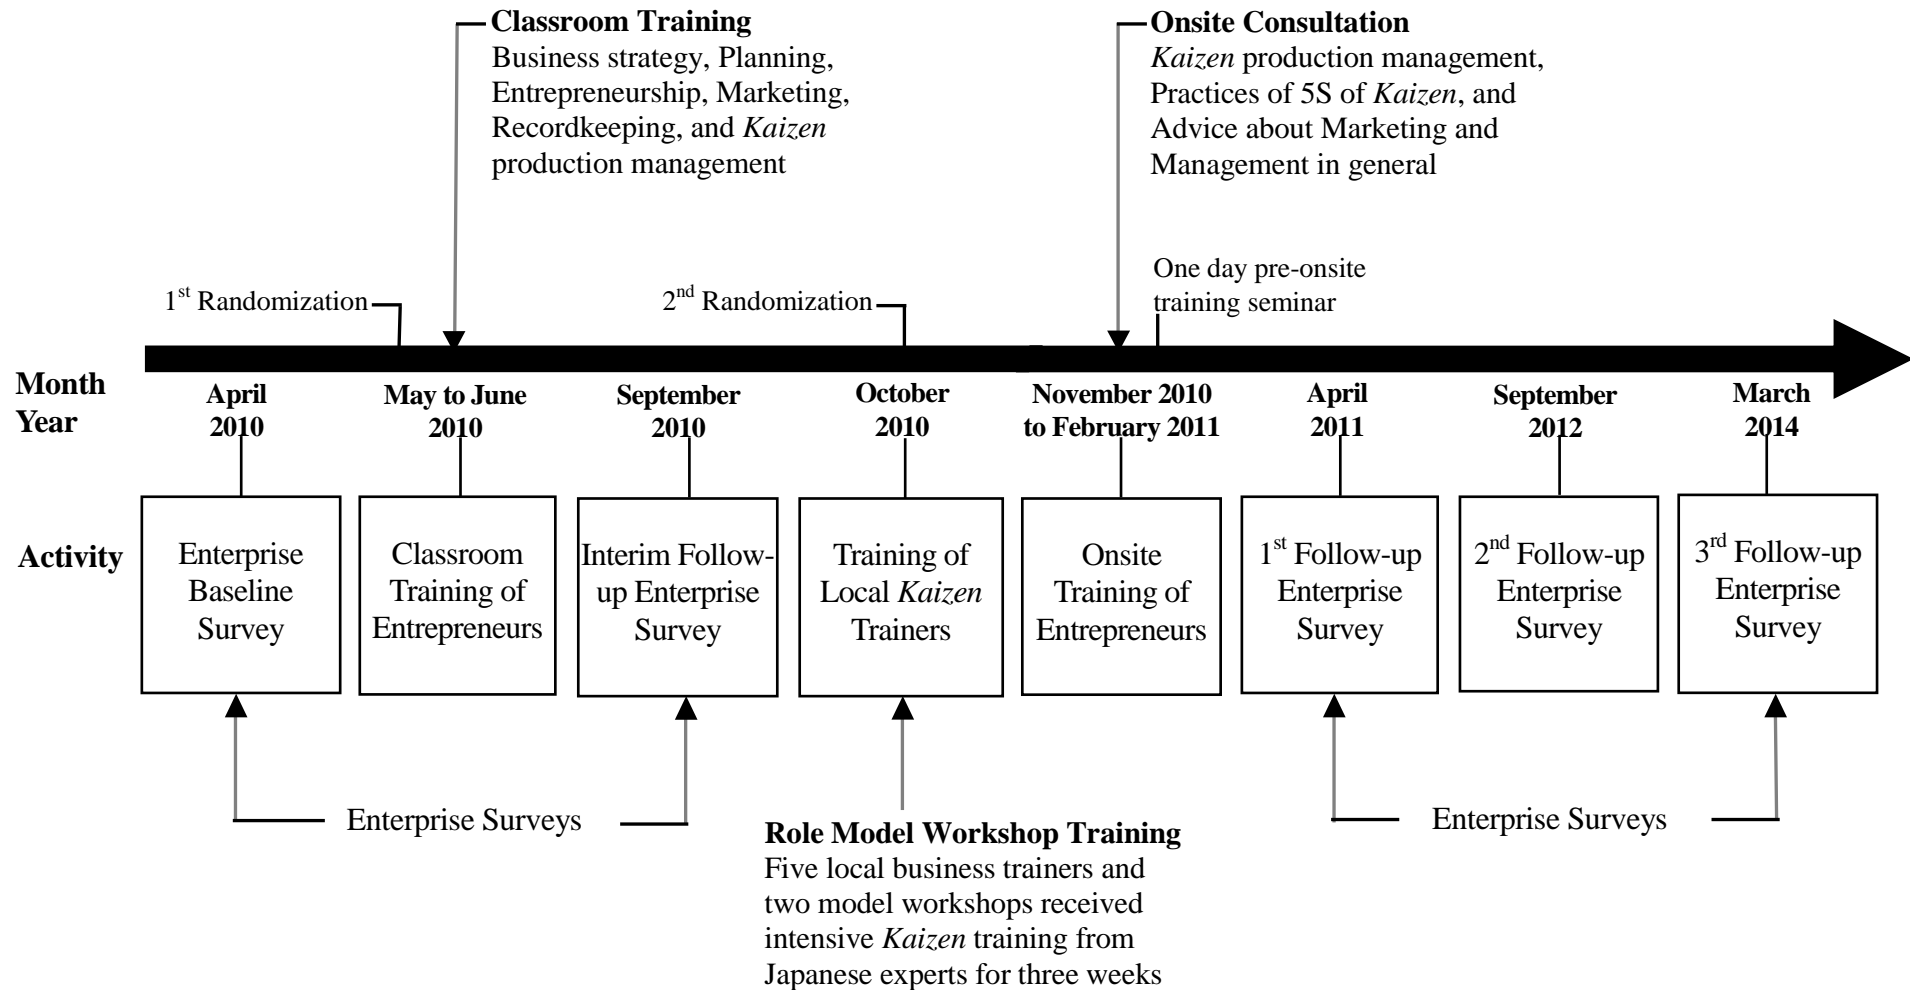 Classroom Training
Business strategy, Planning,
Entrepreneurship, Marketing,
Recordkeeping, and Kaizen
production management
Onsite Consultation
Kaizen production management,
Practices of 5S of Kaizen, and
Advice about Marketing and
Management in general
1st Randomization
2nd Randomization
One day pre-onsite
training seminar
Month
Year
April
2010
May to June
2010
September
2010
October
2010
November 2010
to February 2011
April
2011
September
2012
March
2014
Activity
Enterprise
Baseline
Survey
Classroom
Training of
Entrepreneurs
Interim Follow-
up Enterprise
Survey
Training of
Local Kaizen
Trainers
Onsite
Training of
Entrepreneurs
1st Follow-up
Enterprise
Survey
2nd Follow-up
Enterprise
Survey
3rd Follow-up
Enterprise
Survey
Enterprise Surveys
Enterprise Surveys
Role Model Workshop Training
Five local business trainers and
two model workshops received
intensive Kaizen training from
Japanese experts for three weeks